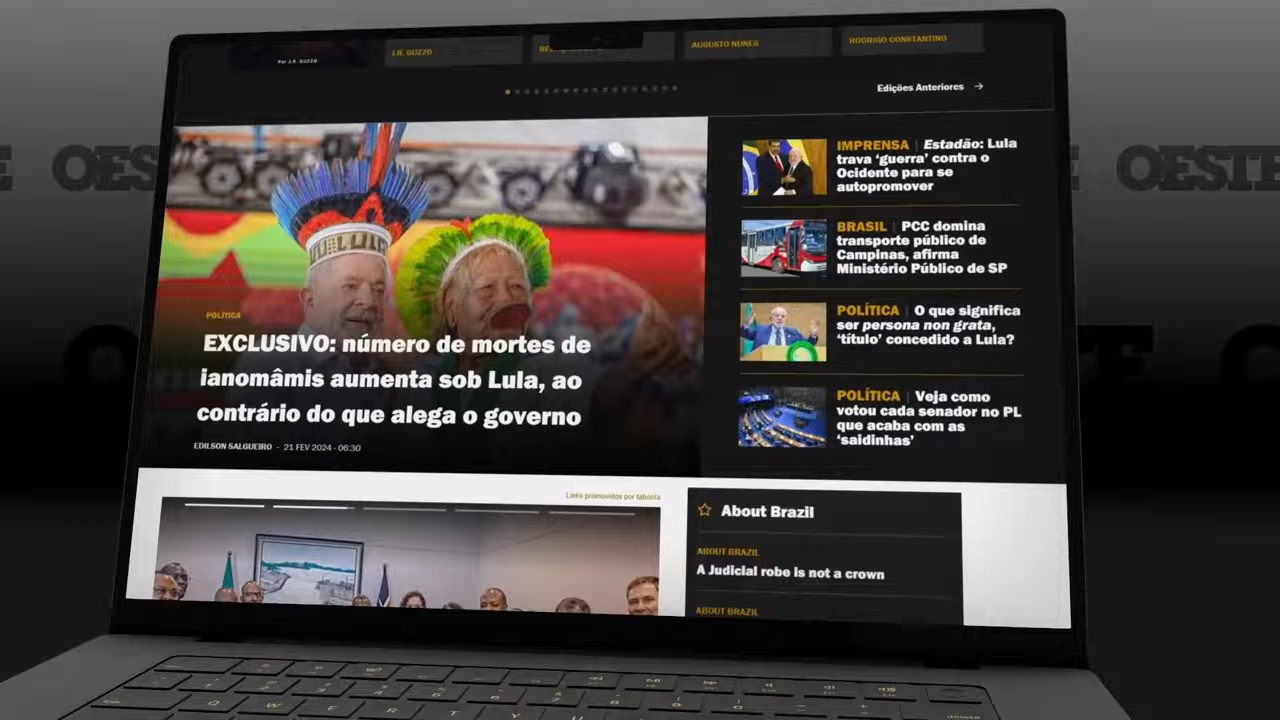 J.R. GUZZO
AUGUSTO NUNES
RODRIGO CONSTANTINO
Por J.R. GUZZO
Edições Anteriores →
OESTE
OESTE
LULA
POLÍTICA
EXCLUSIVO: número de mortes de
ianomâmis aumenta sob Lula, ao
contrário do que alega o governo
EDILSON SALGUEIRO - 21 FEV 2024 - 06:30
IMPRENSA | Estadão: Lula
trava ‘guerra’ contra o
Ocidente para se
autopromover
BRASIL | PCC domina
transporte público de
Campinas, afirma
Ministério Público de SP
POLÍTICA | O que significa
ser persona non grata,
‘título’ concedido a Lula?
POLÍTICA | Veja como
votou cada senador no PL
que acaba com as
‘saidinhas’
Links promovidos por taboola
About Brazil
ABOUT BRAZIL
A Judicial robe is not a crown
ABOUT BRAZIL
Q W E R T Y U
delete